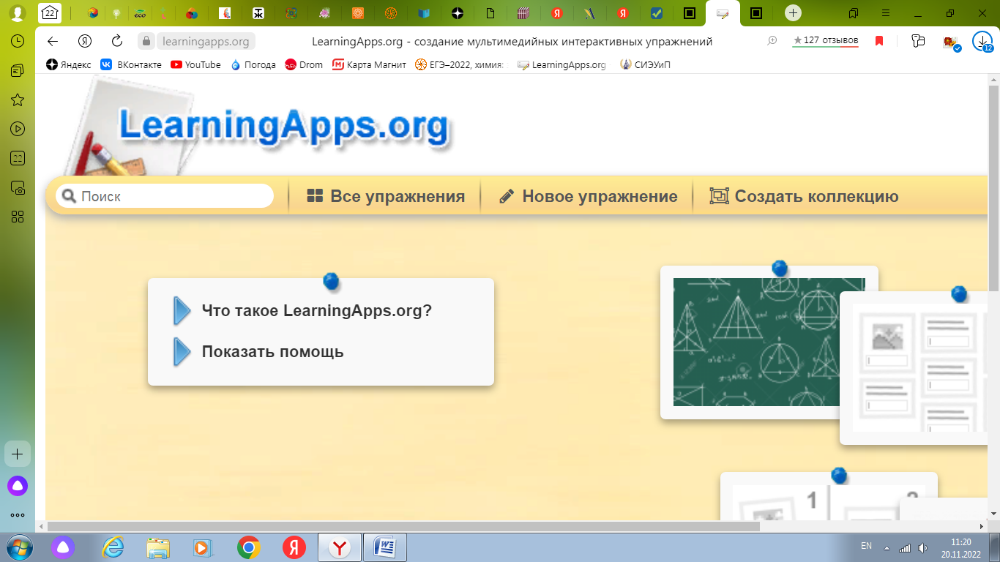 22
learningapps.org
LearningApps.org - создание мультимедийных интерактивных упражнений
★127 отзывов
12
Яндекс
ВКонтакте
YouTube
Погода
Drom
Карта Магнит
ЕГЭ–2022, химия:
LearningApps.org
СИЭУиП
22
LearningApps.org
Поиск
Все упражнения
Новое упражнение
Создать коллекцию
Что такое LearningApps.org?
Показать помощь
1
2
EN
11:20
20.11.2022